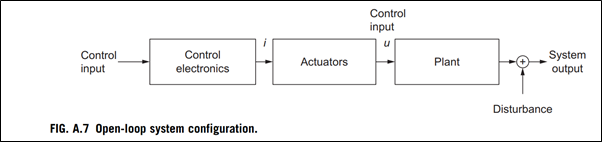 Control
input
Control
electronics
i
Actuators
Control
input
u
Plant
+
System
output
Disturbance
FIG. A.7 Open-loop system configuration.